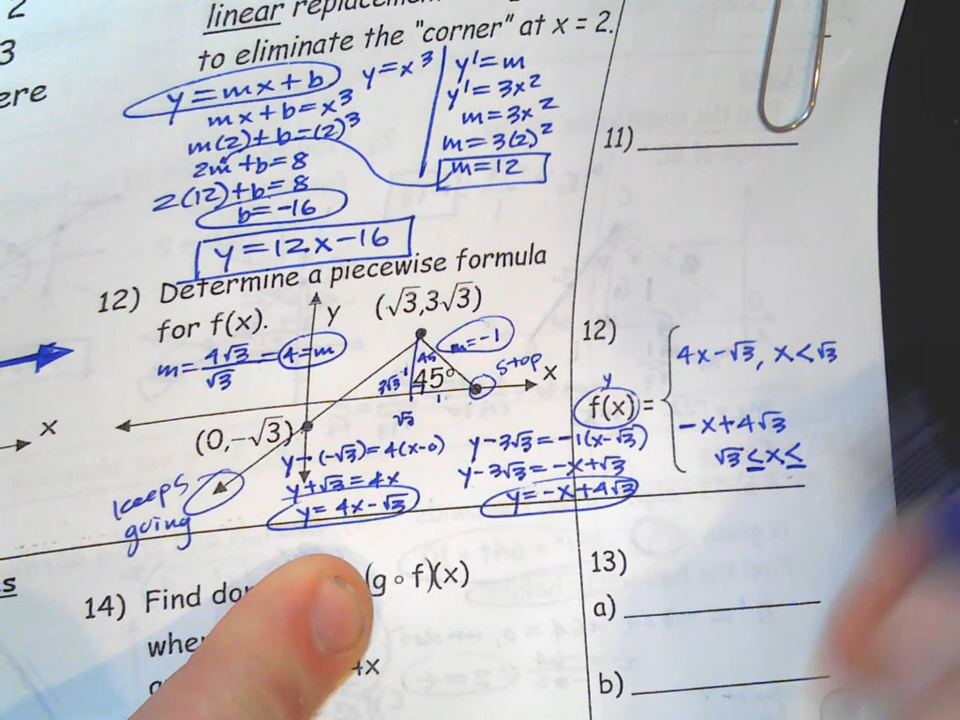 2
3
ere
linear
to eliminate the "corner" at x = 2.
y = mx + b
y = x³
y' = m
mx + b = x³
y' = 3x²
m(2) + b = (2)³
m = 3x²
2m + b = 8
m = 3(2)²
2(12) + b = 8
m = 12
b = -16
y = 12x - 16
11)
12) Determine a piecewise formula
for f(x).
y
(√3, 3√3)
m = 4√3/√3 = 4 = m
m = -1
45
45°
stop
x
3√3
1
√3
(0, -√3)
x
keeps
going
y - (-√3) = 4(x - 0)
y + √3 = 4x
y = 4x - √3
y - 3√3 = -1(x - √3)
y - 3√3 = -x + √3
y = -x + 4√3
12)
y
f(x) =
4x - √3, x < √3
-x + 4√3
√3 ≤ x ≤
s
14) Find
(g ∘ f)(x)
+x
13)
a)
b)